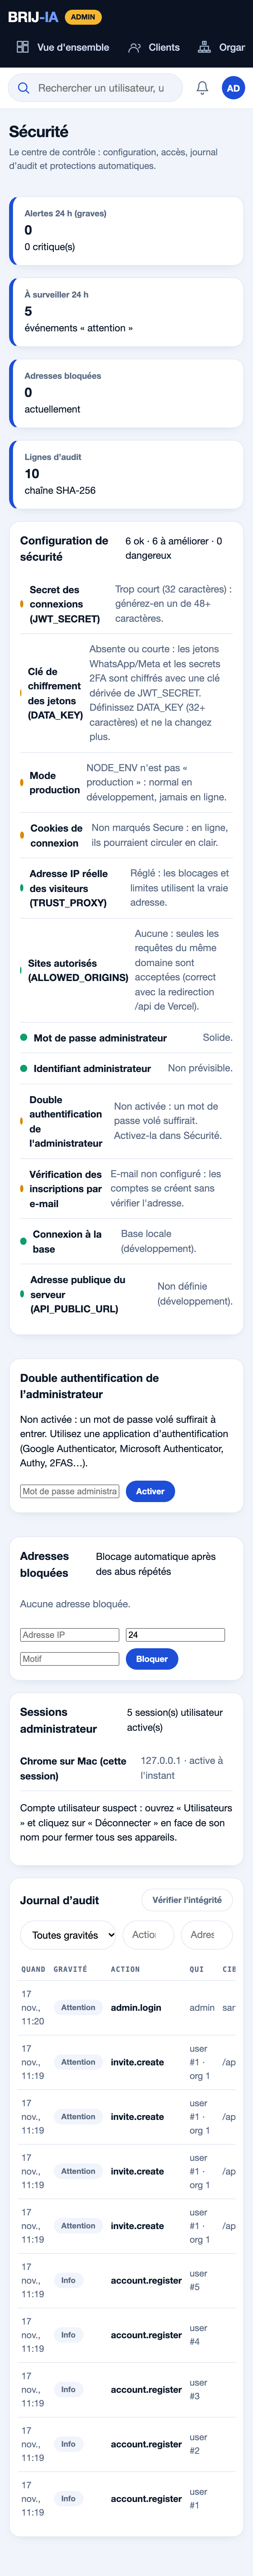 BRIJ-IA ADMIN
Vue d'ensemble Clients Organ
Rechercher un utilisateur, u AD
Sécurité
Le centre de contrôle : configuration, accès, journal
d'audit et protections automatiques.
Alertes 24 h (graves)
0
0 critique(s)
À surveiller 24 h
5
événements « attention »
Adresses bloquées
0
actuellement
Lignes d'audit
10
chaîne SHA-256
Configuration de
sécurité
6 ok · 6 à améliorer · 0
dangereux
Secret des
connexions
(JWT_SECRET)
Trop court (32 caractères) :
générez-en un de 48+
caractères.
Clé de
chiffrement
des jetons
(DATA_KEY)
Absente ou courte : les jetons
WhatsApp/Meta et les secrets
2FA sont chiffrés avec une clé
dérivée de JWT_SECRET.
Définissez DATA_KEY (32+
caractères) et ne la changez
plus.
Mode
production
NODE_ENV n'est pas «
production » : normal en
développement, jamais en ligne.
Cookies de
connexion
Non marqués Secure : en ligne,
ils pourraient circuler en clair.
Adresse IP réelle
des visiteurs
(TRUST_PROXY)
Réglé : les blocages et
limites utilisent la vraie
adresse.
Sites autorisés
(ALLOWED_ORIGINS)
Aucune : seules les
requêtes du même
domaine sont
acceptées (correct
avec la redirection
/api de Vercel).
Mot de passe administrateur Solide.
Identifiant administrateur Non prévisible.
Double
authentification
de
l'administrateur
Non activée : un mot de
passe volé suffirait.
Activez-la dans Sécurité.
Vérification des
inscriptions par
e-mail
E-mail non configuré : les
comptes se créent sans
vérifier l'adresse.
Connexion à la
base
Base locale
(développement).
Adresse publique du
serveur
(API_PUBLIC_URL)
Non définie
(développement).
Double authentification de
l'administrateur
Non activée : un mot de passe volé suffirait à
entrer. Utilisez une application d'authentification
(Google Authenticator, Microsoft Authenticator,
Authy, 2FAS…).
Mot de passe administra Activer
Adresses
bloquées
Blocage automatique après
des abus répétés
Aucune adresse bloquée.
Adresse IP 24
Motif Bloquer
Sessions
administrateur
5 session(s) utilisateur
active(s)
Chrome sur Mac (cette
session)
127.0.0.1 · active à
l'instant
Compte utilisateur suspect : ouvrez « Utilisateurs
» et cliquez sur « Déconnecter » en face de son
nom pour fermer tous ses appareils.
Journal d'audit Vérifier l'intégrité
Toutes gravités Actio Adres
QUAND GRAVITÉ ACTION QUI CIB
17
nov.,
11:20
Attention admin.login admin sar
17
nov.,
11:19
Attention invite.create
user
#1 ·
org 1
/ap
17
nov.,
11:19
Attention invite.create
user
#1 ·
org 1
/ap
17
nov.,
11:19
Attention invite.create
user
#1 ·
org 1
/ap
17
nov.,
11:19
Attention invite.create
user
#1 ·
org 1
/ap
17
nov.,
11:19
Info account.register
user
#5
17
nov.,
11:19
Info account.register
user
#4
17
nov.,
11:19
Info account.register
user
#3
17
nov.,
11:19
Info account.register
user
#2
17
nov.,
11:19
Info account.register
user
#1